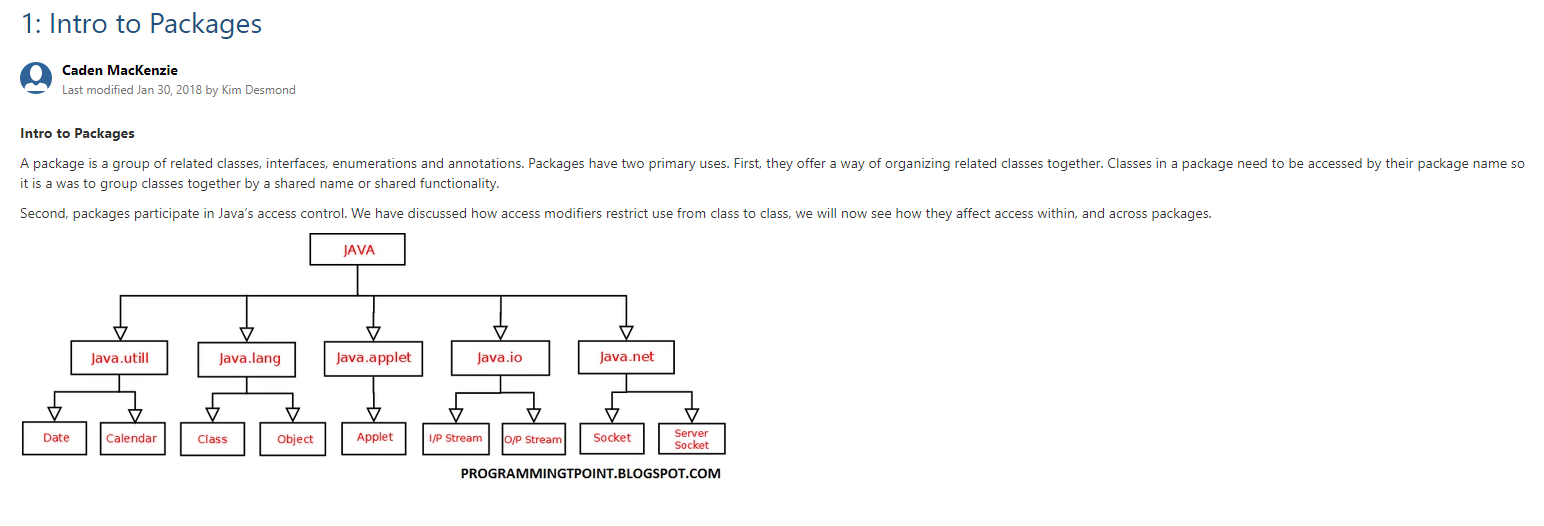 1: Intro to Packages
Caden MacKenzie
Last modified Jan 30, 2018 by Kim Desmond
Intro to Packages
A package is a group of related classes, interfaces, enumerations and annotations. Packages have two primary uses. First, they offer a way of organizing related classes together. Classes in a package need to be accessed by their package name so
it is a was to group classes together by a shared name or shared functionality.
Second, packages participate in Java's access control. We have discussed how access modifiers restrict use from class to class, we will now see how they affect access within, and across packages.
JAVA
Java.utill
Java.lang
Java.applet
Java.io
Java.net
Date
Calendar
Class
Object
Applet
I/P Stream
O/P Stream
Socket
Server
Socket
PROGRAMMINGTPOINT.BLOGSPOT.COM